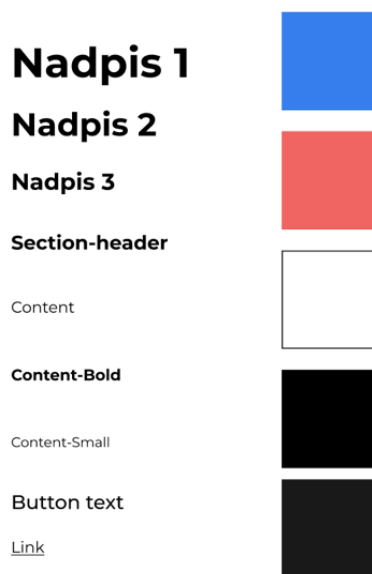 Nadpis 1
Nadpis 2
Nadpis 3
Section-header
Content
Content-Bold
Content-Small
Button text
Link